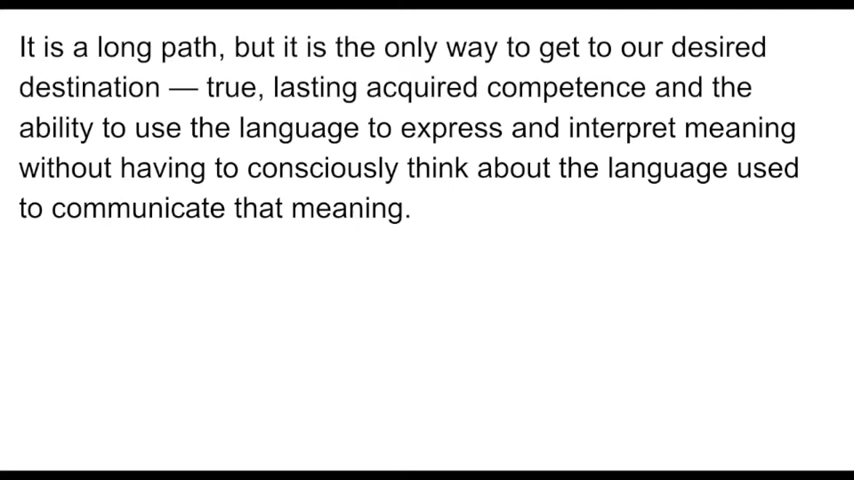 It is a long path, but it is the only way to get to our desired
destination — true, lasting acquired competence and the
ability to use the language to express and interpret meaning
without having to consciously think about the language used
to communicate that meaning.